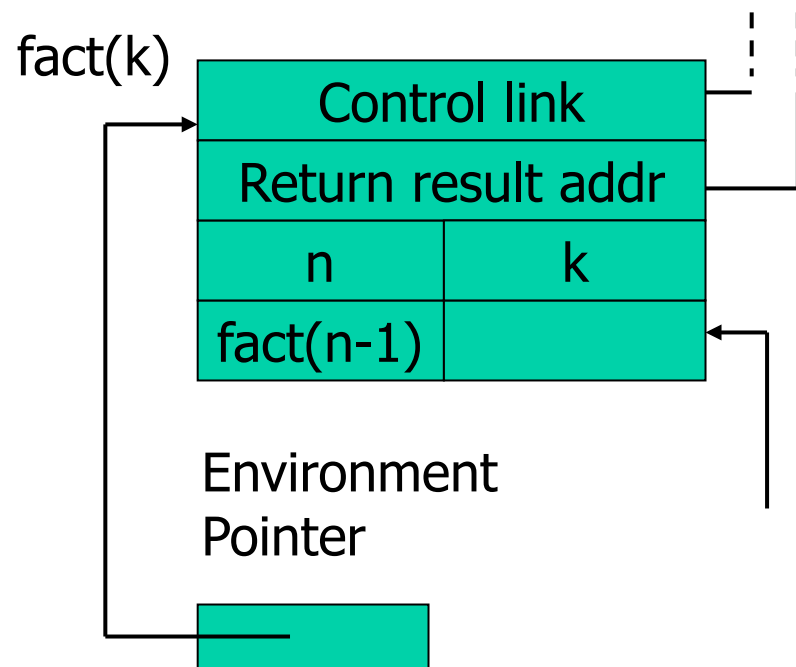 fact(k)
Control link
Return result addr
n k
fact(n-1)
Environment
Pointer